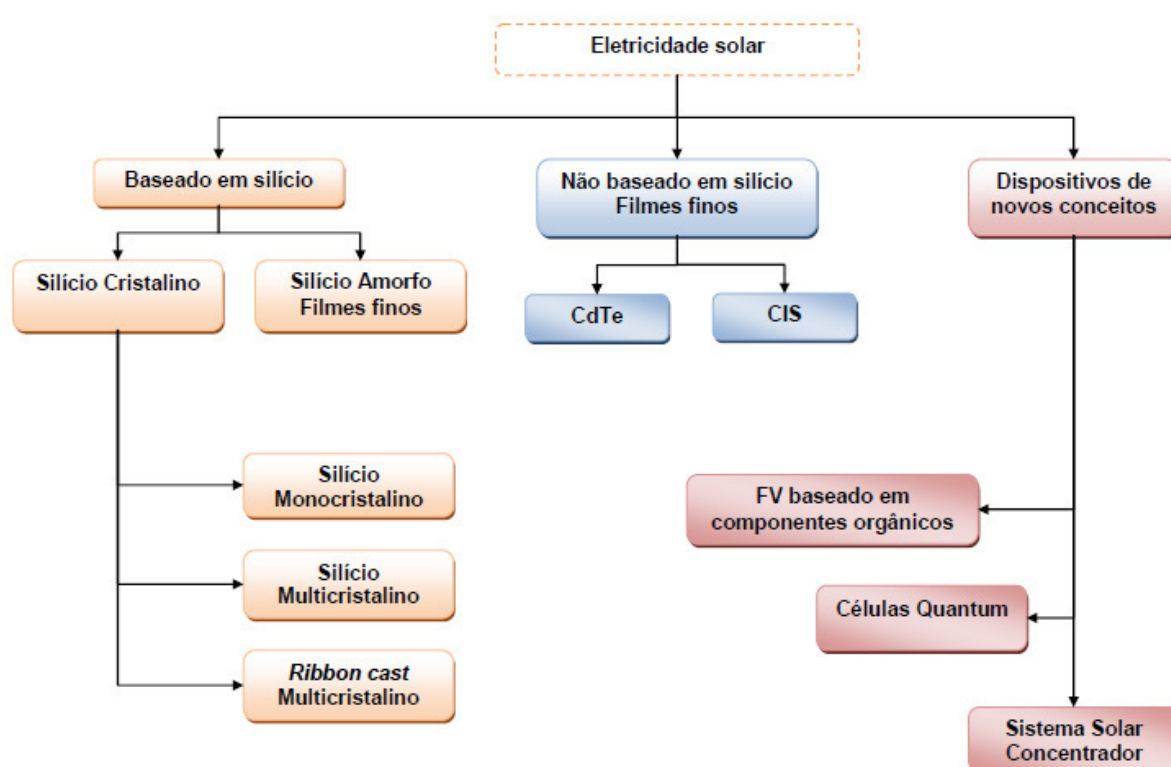 Eletricidade solar
Baseado em silício
Não baseado em silício
Filmes finos
Dispositivos de
novos conceitos
Silício Cristalino
Silício Amorfo
Filmes finos
CdTe
CIS
Silício
Monocristalino
FV baseado em
componentes orgânicos
Silício
Multicristalino
Células Quantum
Ribbon cast
Multicristalino
Sistema Solar
Concentrador